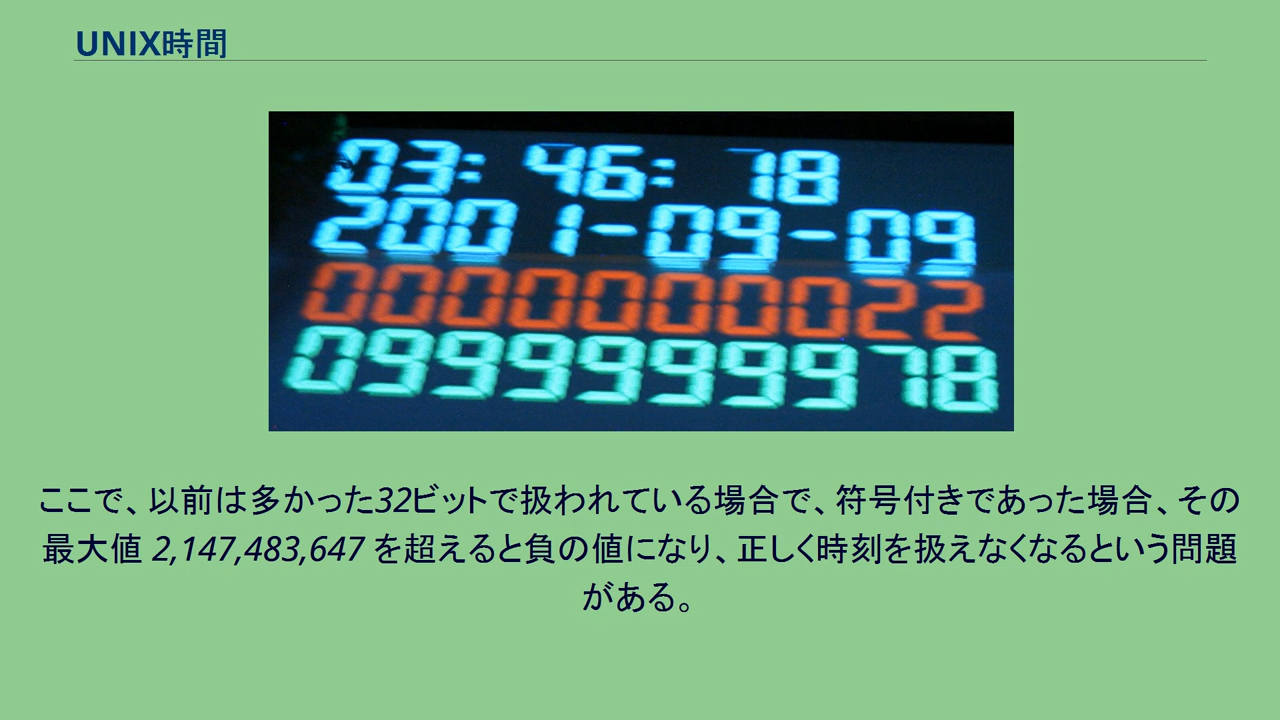 UNIX時間
03:46:18
2001-09-09
0000000022
0999999978
ここで、以前は多かった32ビットで扱われている場合で、符号付きであった場合、その
最大値 2,147,483,647 を超えると負の値になり、正しく時刻を扱えなくなるという問題
がある。